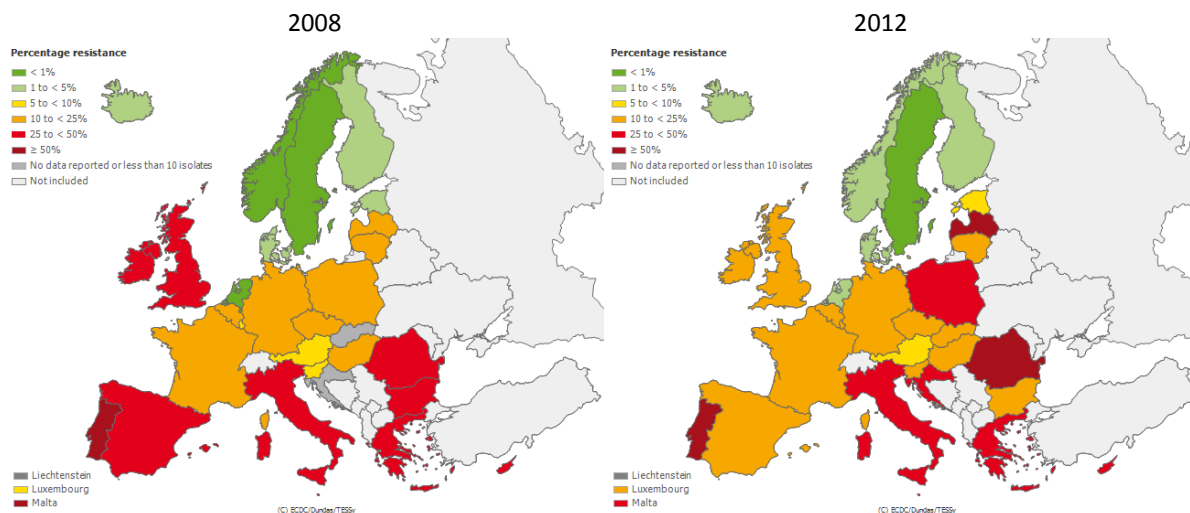 2008
Percentage resistance
< 1%
1 to < 5%
5 to < 10%
10 to < 25%
25 to < 50%
≥ 50%
No data reported or less than 10 isolates
Not included
Liechtenstein
Luxembourg
Malta
(C) ECDC/Dundas/TESSy
2012
Percentage resistance
< 1%
1 to < 5%
5 to < 10%
10 to < 25%
25 to < 50%
≥ 50%
No data reported or less than 10 isolates
Not included
Liechtenstein
Luxembourg
Malta
(C) ECDC/Dundas/TESSy